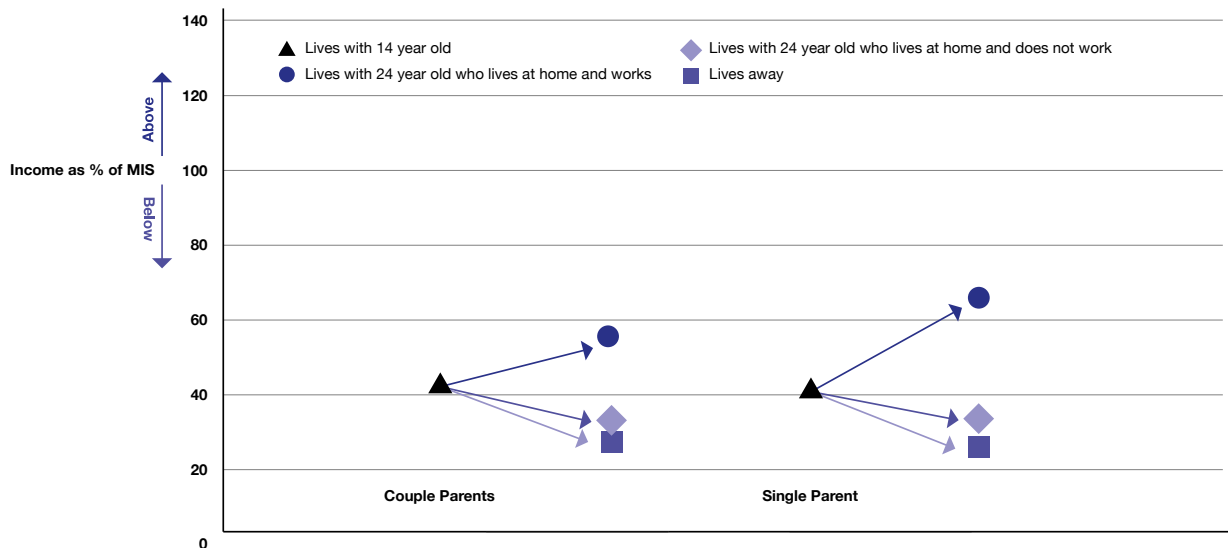 140
Lives with 14 year old
Lives with 24 year old who lives at home and does not work
Lives with 24 year old who lives at home and works
Lives away
120
Above
Income as % of MIS
100
Below
80
60
40
20
Couple Parents
Single Parent
0